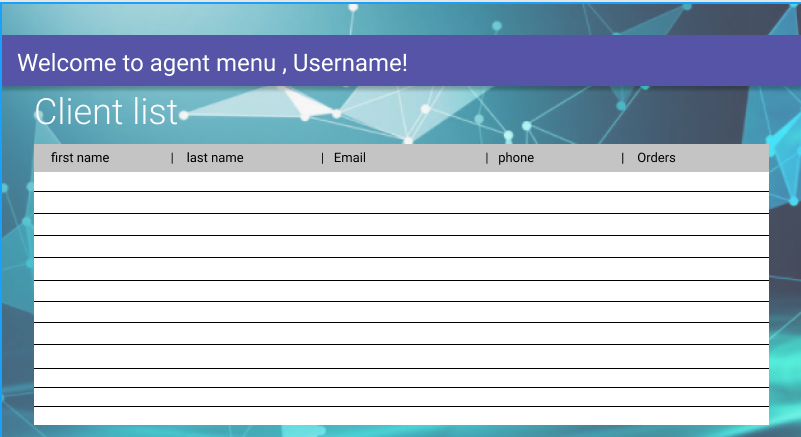 Welcome to agent menu , Username!
Client list
first name | last name | Email | phone | Orders